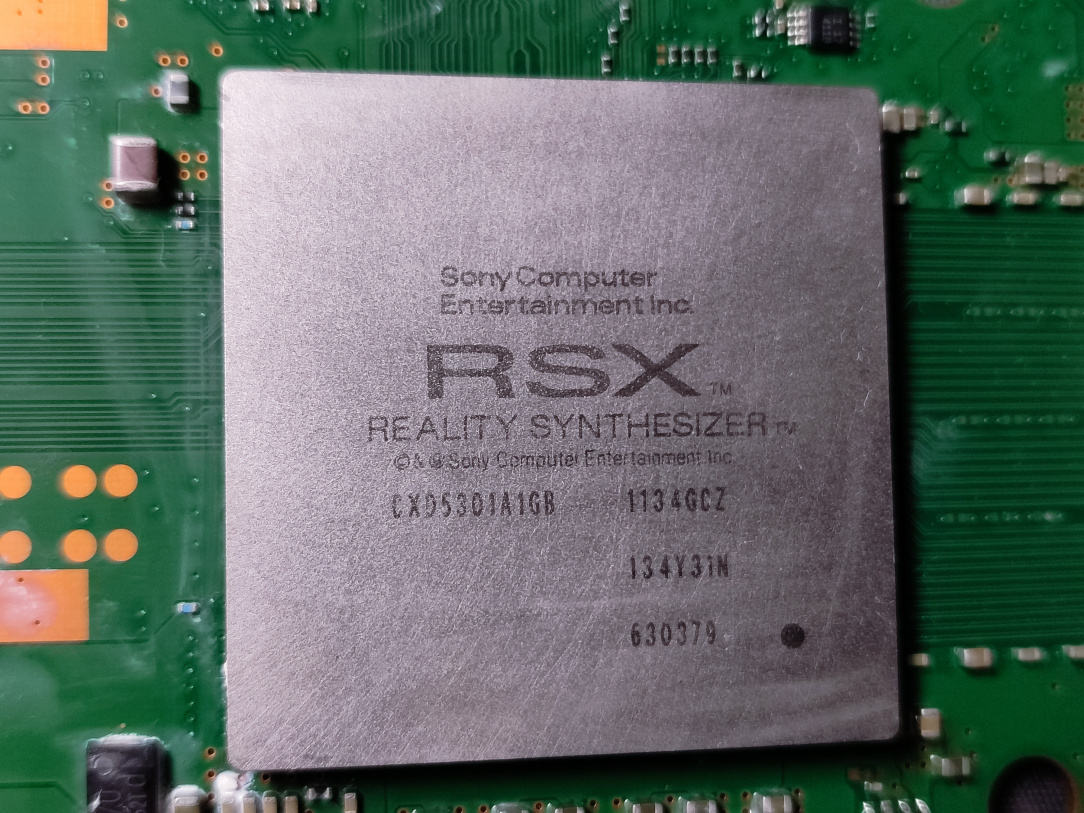 Sony Computer
Entertainment Inc.
RSX™
REALITY SYNTHESIZER™
Sony Computer Entertainment Inc.
CXD5301A1GB 1134GCZ
134Y31N
630379